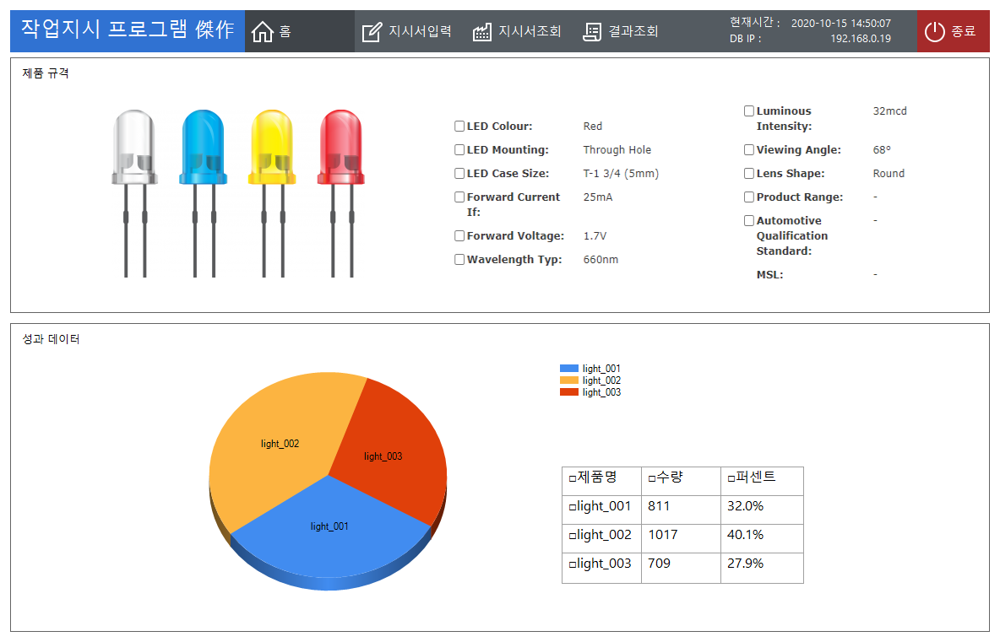 작업지시 프로그램 傑作
홈
지시서입력
지시서조회
결과조회
현재시간 : 2020-10-15 14:50:07
DB IP : 192.168.0.19
종료
제품 규격
LED Colour: Red
LED Mounting: Through Hole
LED Case Size: T-1 3/4 (5mm)
Forward Current 25mA
If:
Forward Voltage: 1.7V
Wavelength Typ: 660nm
Luminous 32mcd
Intensity:
Viewing Angle: 68°
Lens Shape: Round
Product Range: -
Automotive -
Qualification
Standard:
MSL: -
성과 데이터
light_002
light_003
light_001
light_001
light_002
light_003
□제품명 □수량 □퍼센트
□light_001 811 32.0%
□light_002 1017 40.1%
□light_003 709 27.9%